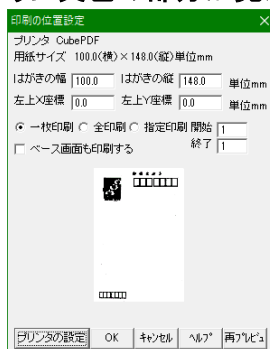 印刷の位置設定
プリンタ CubePDF
用紙サイズ 100.0(横)×148.0(縦)単位mm
はがきの幅 100.0 はがきの縦 148.0 単位mm
左上X座標 0.0 左上Y座標 0.0 単位mm
一枚印刷 全印刷 指定印刷 開始 1
ベース画面も印刷する 終了 1
プリンタの設定 OK キャンセル ヘルプ 再プレビュ